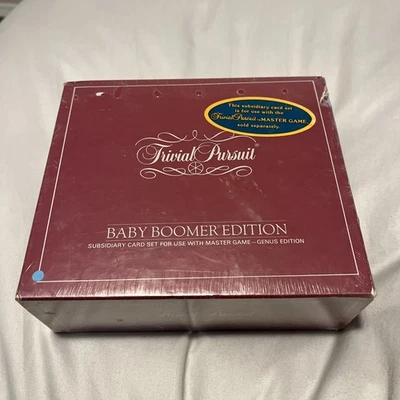 This subsidiary card set
is for use with the
Trivial Pursuit MASTER GAME
sold separately.
Trivial Pursuit
BABY BOOMER EDITION
SUBSIDIARY CARD SET FOR USE WITH MASTER GAME – GENUS EDITION